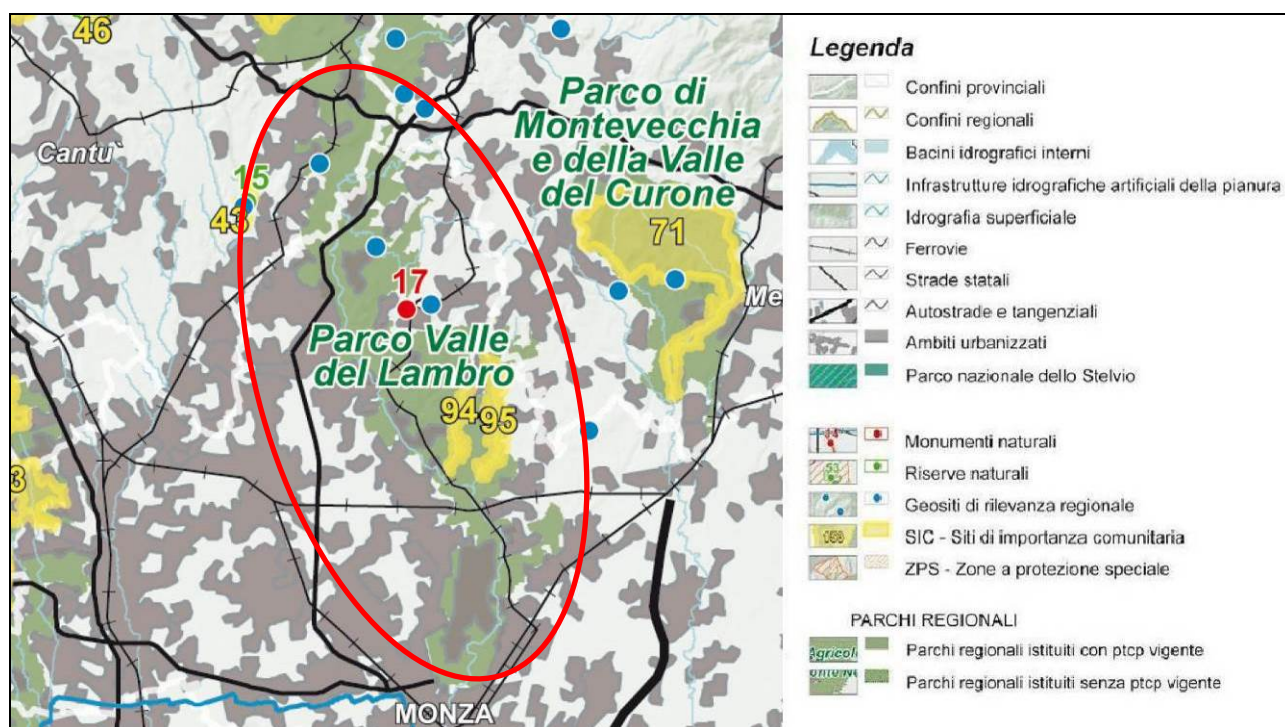 46
Cantu`
15
43
Parco di
Montevecchia
e della Valle
del Curone
71
Me
17
Parco Valle
del Lambro
94
95
3
MONZA
Legenda
Confini provinciali
Confini regionali
Bacini idrografici interni
Infrastrutture idrografiche artificiali della pianura
Idrografia superficiale
Ferrovie
Strade statali
Autostrade e tangenziali
Ambiti urbanizzati
Parco nazionale dello Stelvio
Monumenti naturali
Riserve naturali
Geositi di rilevanza regionale
SIC - Siti di importanza comunitaria
ZPS - Zone a protezione speciale
PARCHI REGIONALI
Parchi regionali istituiti con ptcp vigente
Parchi regionali istituiti senza ptcp vigente